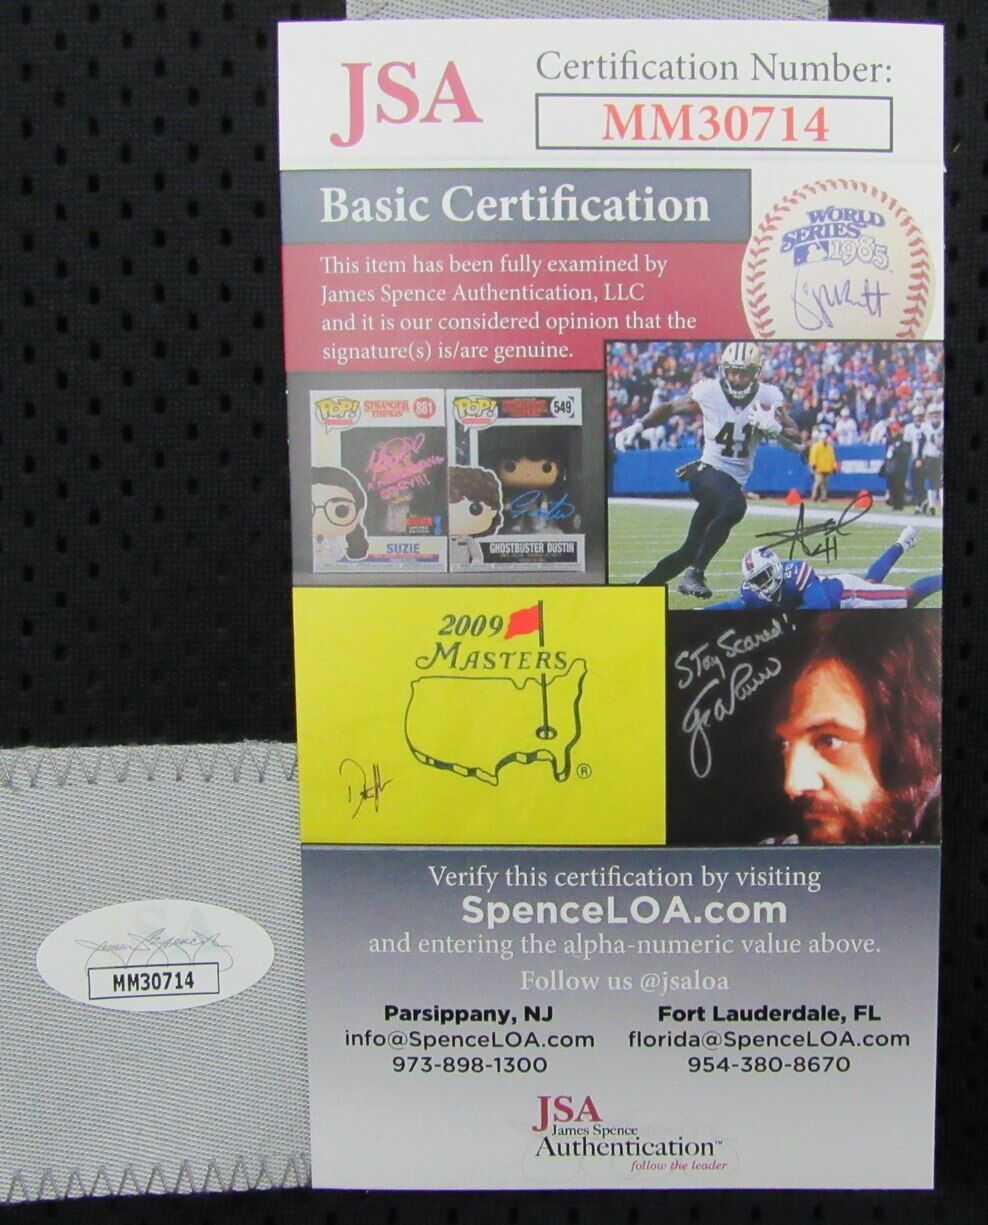 JSA
Certification Number:
MM30714
Basic Certification
This item has been fully examined by
James Spence Authentication, LLC
and it is our considered opinion that the
signature(s) is/are genuine.
WORLD
SERIES
1985
POP!
STRANGER
THINGS
881
SUZIE
POP!
549
GHOSTBUSTER DUSTIN
41
2009
MASTERS
®
Stay Scared!
Verify this certification by visiting
SpenceLOA.com
and entering the alpha-numeric value above.
Follow us @jsaloa
Parsippany, NJ
info@SpenceLOA.com
973-898-1300
Fort Lauderdale, FL
florida@SpenceLOA.com
954-380-8670
JSA
James Spence
Authentication™
follow the leader
JSA
MM30714